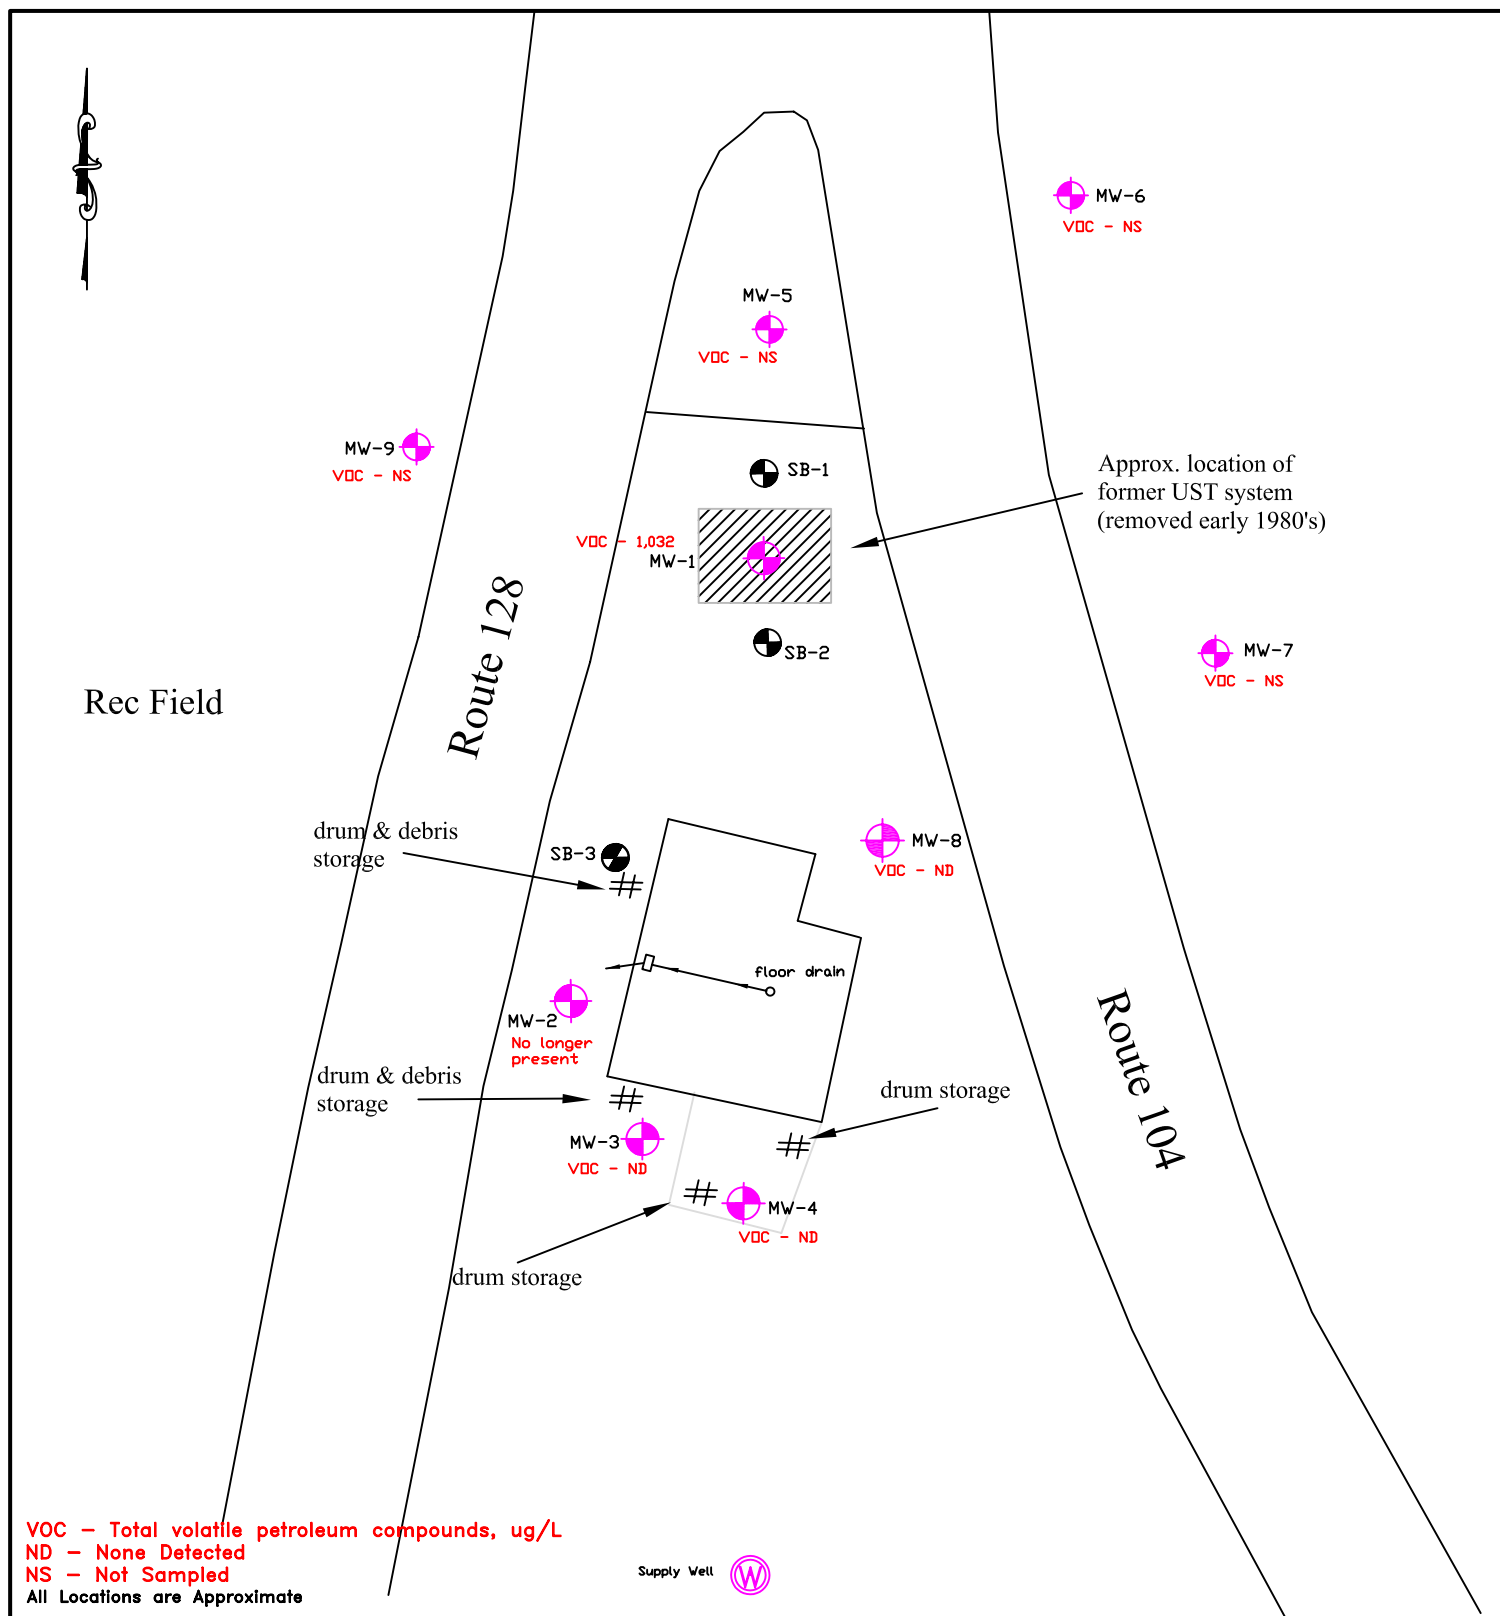 MW-6
VOC - NS
MW-5
VOC - NS
MW-9
VOC - NS
SB-1
Approx. location of
former UST system
(removed early 1980's)
VOC - 1,032
MW-1
SB-2
MW-7
VOC - NS
Route 128
Rec Field
drum & debris
storage
SB-3
MW-8
VOC - ND
floor drain
MW-2
No longer
present
Route 104
drum & debris
storage
drum storage
MW-3
VOC - ND
MW-4
VOC - ND
drum storage
VOC - Total volatile petroleum compounds, ug/L
ND - None Detected
NS - Not Sampled
All Locations are Approximate
Supply Well
W